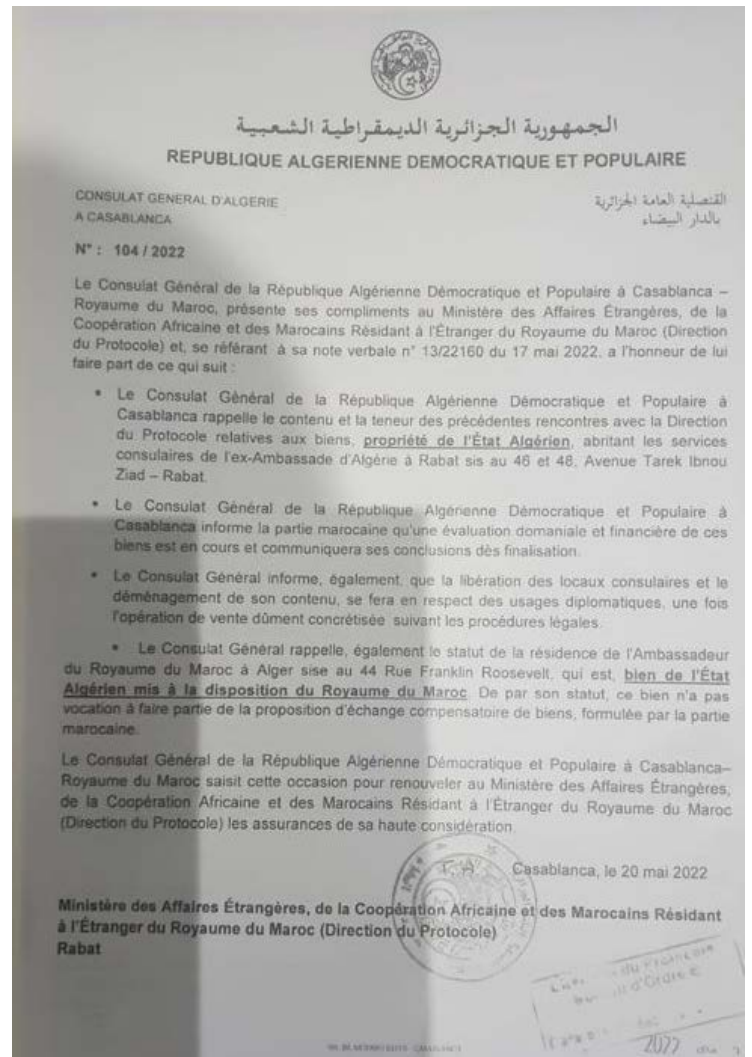 الجمهورية الجزائرية الديمقراطية الشعبية
REPUBLIQUE ALGERIENNE DEMOCRATIQUE ET POPULAIRE
CONSULAT GENERAL D'ALGERIE
A CASABLANCA
القنصلية العامة الجزائرية
بالدار البيضاء
N° : 104 / 2022
Le Consulat Général de la République Algérienne Démocratique et Populaire à Casablanca –
Royaume du Maroc, présente ses compliments au Ministère des Affaires Étrangères, de la
Coopération Africaine et des Marocains Résidant à l'Étranger du Royaume du Maroc (Direction
du Protocole) et, se référant à sa note verbale n° 13/22160 du 17 mai 2022, a l'honneur de lui
faire part de ce qui suit :
• Le Consulat Général de la République Algérienne Démocratique et Populaire à
Casablanca rappelle le contenu et la teneur des précédentes rencontres avec la Direction
du Protocole relatives aux biens, propriété de l'État Algérien, abritant les services
consulaires de l'ex-Ambassade d'Algérie à Rabat sis au 46 et 48, Avenue Tarek Ibnou
Ziad – Rabat.
• Le Consulat Général de la République Algérienne Démocratique et Populaire à
Casablanca informe la partie marocaine qu'une évaluation domaniale et financière de ces
biens est en cours et communiquera ses conclusions dès finalisation.
• Le Consulat Général informe, également, que la libération des locaux consulaires et le
déménagement de son contenu, se fera en respect des usages diplomatiques, une fois
l'opération de vente dûment concrétisée suivant les procédures légales.
• Le Consulat Général rappelle, également le statut de la résidence de l'Ambassadeur
du Royaume du Maroc à Alger sise au 44 Rue Franklin Roosevelt, qui est, bien de l'État
Algérien mis à la disposition du Royaume du Maroc. De par son statut, ce bien n'a pas
vocation à faire partie de la proposition d'échange compensatoire de biens, formulée par la partie
marocaine.
Le Consulat Général de la République Algérienne Démocratique et Populaire à Casablanca–
Royaume du Maroc saisit cette occasion pour renouveler au Ministère des Affaires Étrangères,
de la Coopération Africaine et des Marocains Résidant à l'Étranger du Royaume du Maroc
(Direction du Protocole) les assurances de sa haute considération.
Casablanca, le 20 mai 2022
Ministère des Affaires Étrangères, de la Coopération Africaine et des Marocains Résidant
à l'Étranger du Royaume du Maroc (Direction du Protocole)
Rabat
d'Ordre
2022